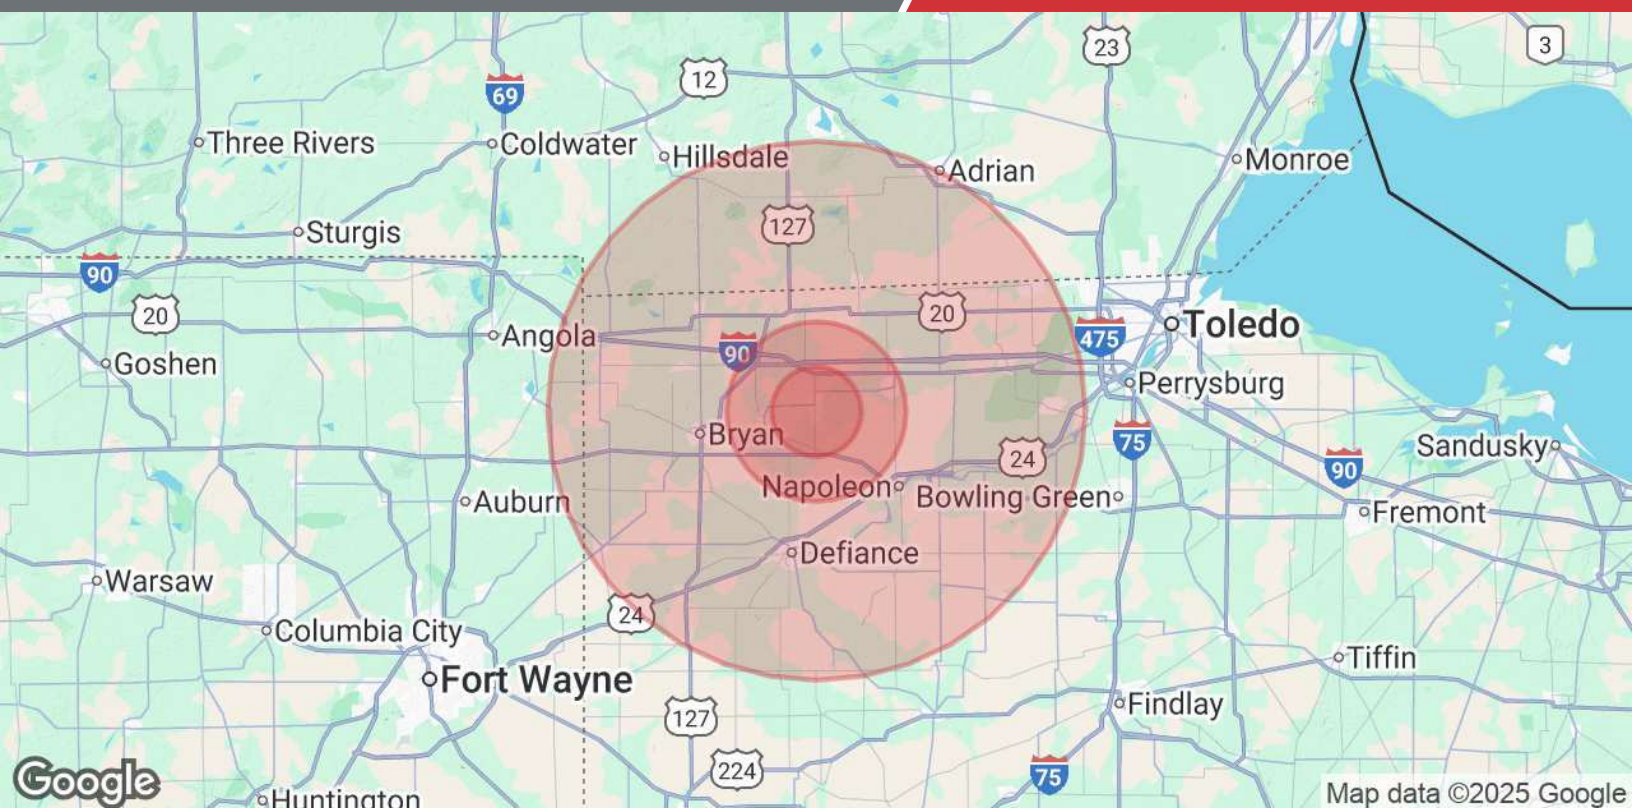 23
3
12
69
Three Rivers
Coldwater
Hillsdale
Adrian
Monroe
127
Sturgis
90
20
20
Toledo
Angola
475
90
Goshen
Perrysburg
Bryan
75
Sandusky
24
90
Napoleon
Bowling Green
Auburn
Fremont
Defiance
Warsaw
24
Columbia City
Tiffin
Fort Wayne
Findlay
127
224
75
Google
Map data ©2025 Google
Huntington